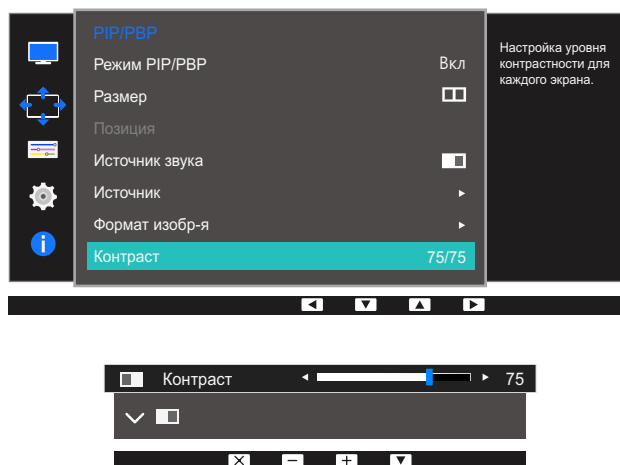 PIP/PBP
Режим PIP/PBP Вкл
Размер
Позиция
Источник звука
Источник
Формат изобр-я
Контраст 75/75
Настройка уровня
контрастности для
каждого экрана.
Контраст 75